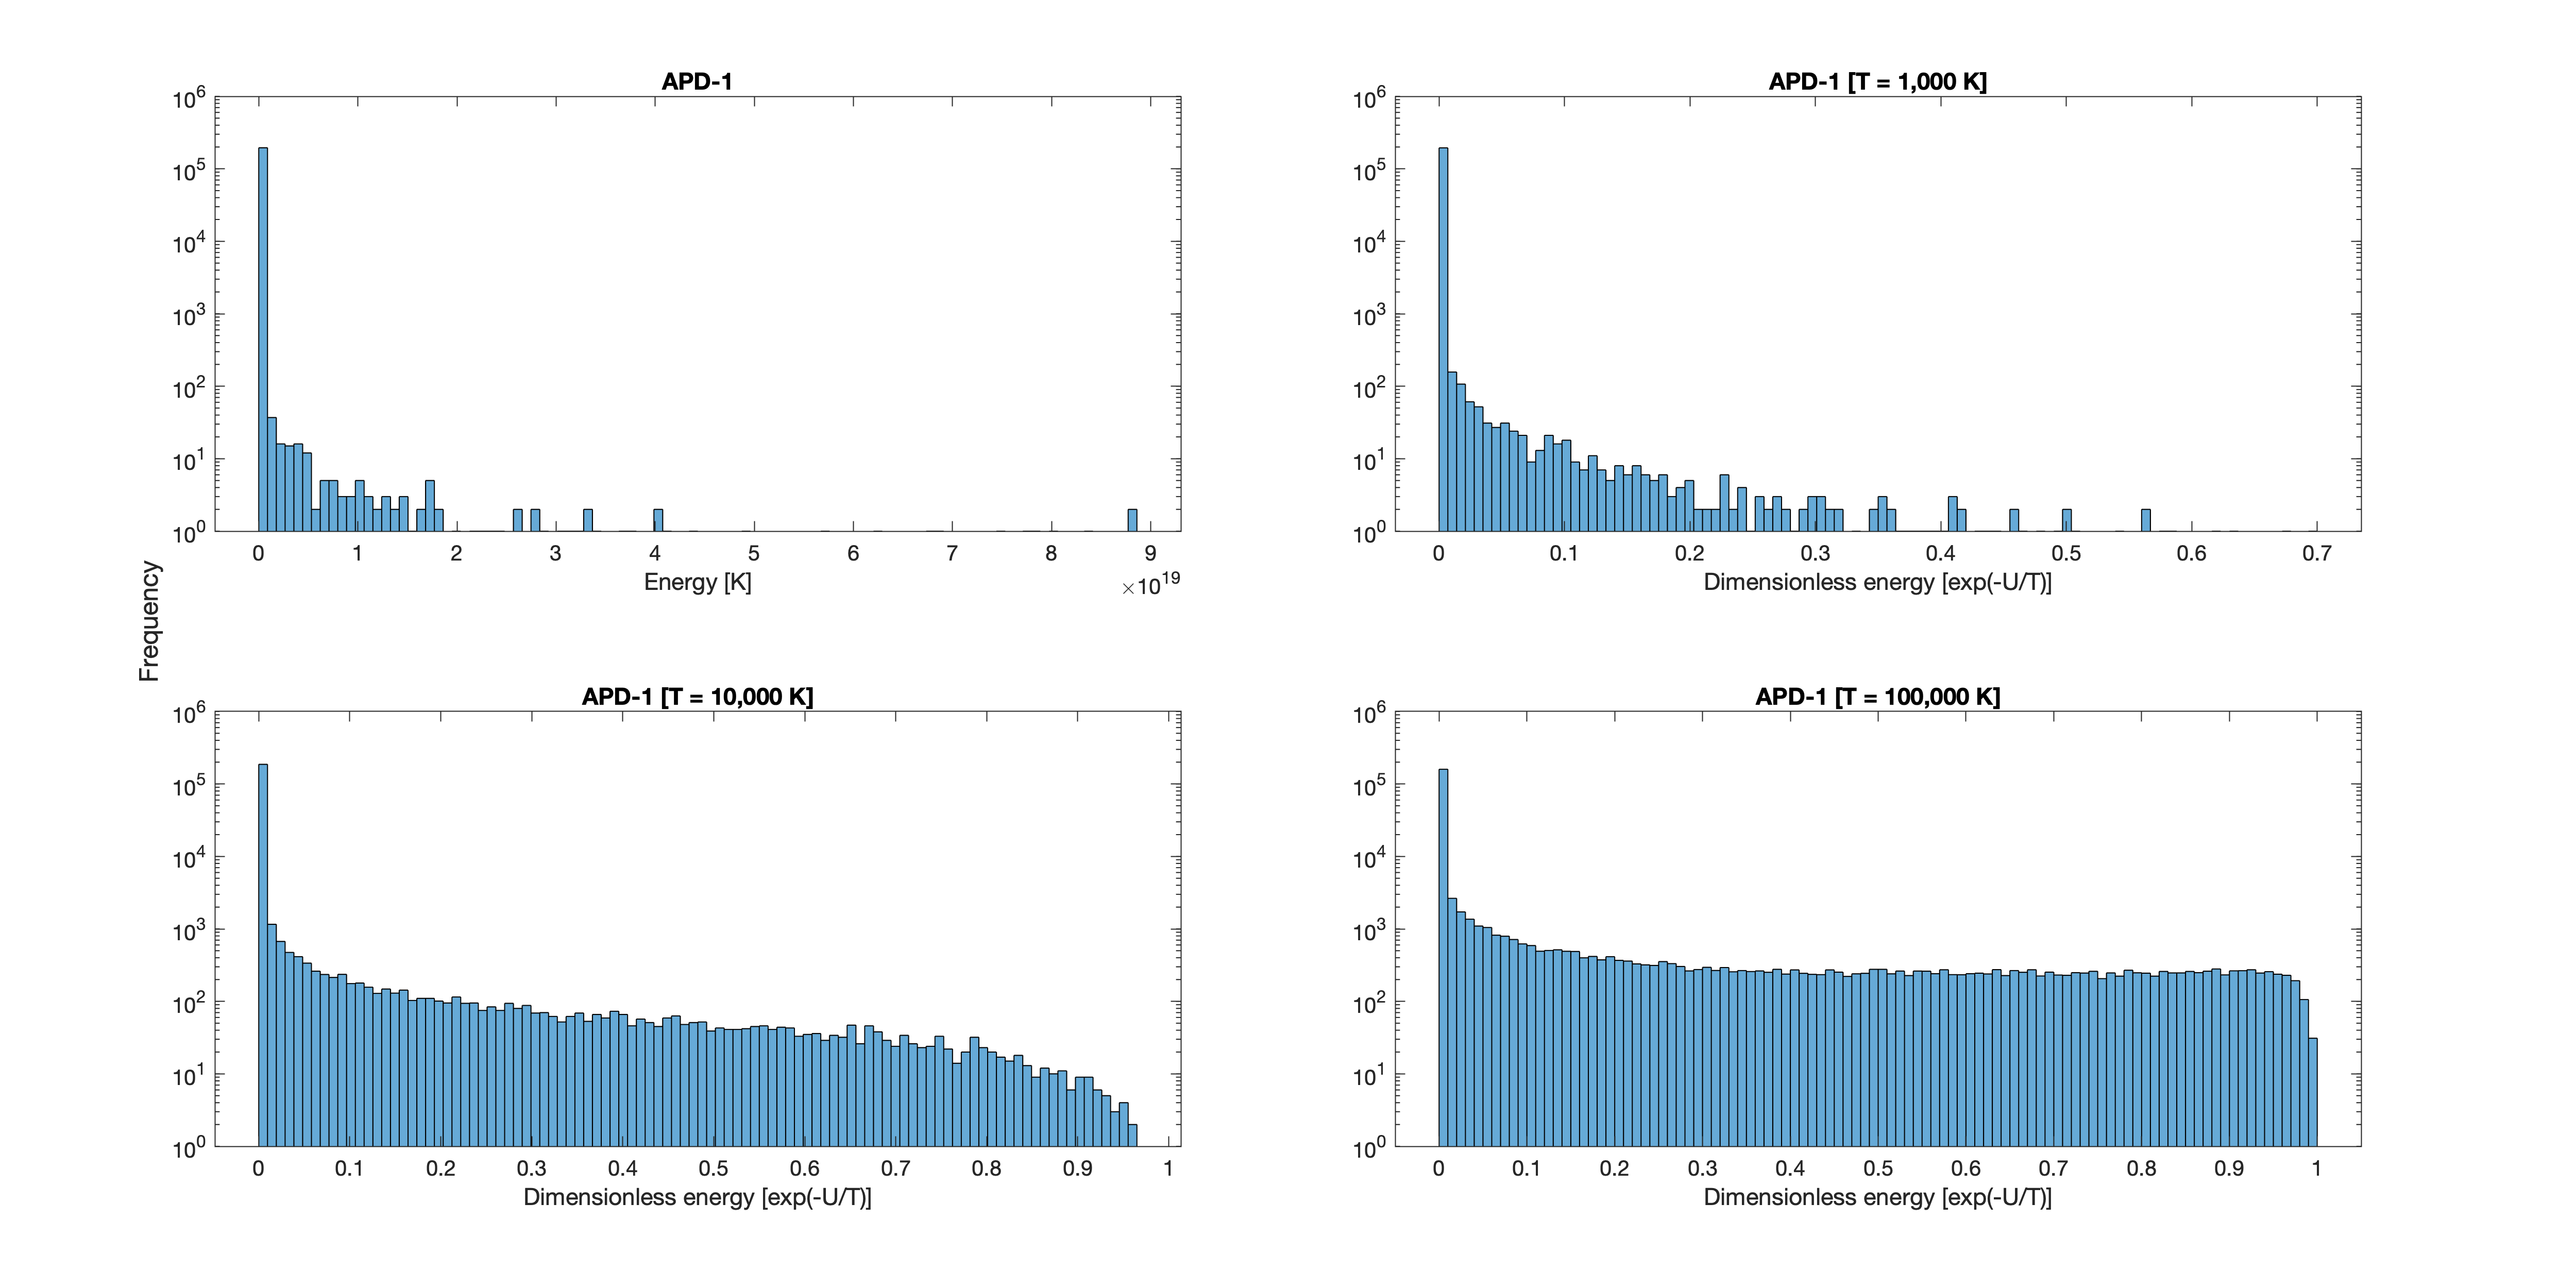 APD-1
10^6
10^5
10^4
10^3
10^2
10^1
10^0
0 1 2 3 4 5 6 7 8 9
Energy [K]
×10^19
APD-1 [T = 1,000 K]
10^6
10^5
10^4
10^3
10^2
10^1
10^0
0 0.1 0.2 0.3 0.4 0.5 0.6 0.7
Dimensionless energy [exp(-U/T)]
Frequency
APD-1 [T = 10,000 K]
10^6
10^5
10^4
10^3
10^2
10^1
10^0
0 0.1 0.2 0.3 0.4 0.5 0.6 0.7 0.8 0.9 1
Dimensionless energy [exp(-U/T)]
APD-1 [T = 100,000 K]
10^6
10^5
10^4
10^3
10^2
10^1
10^0
0 0.1 0.2 0.3 0.4 0.5 0.6 0.7 0.8 0.9 1
Dimensionless energy [exp(-U/T)]